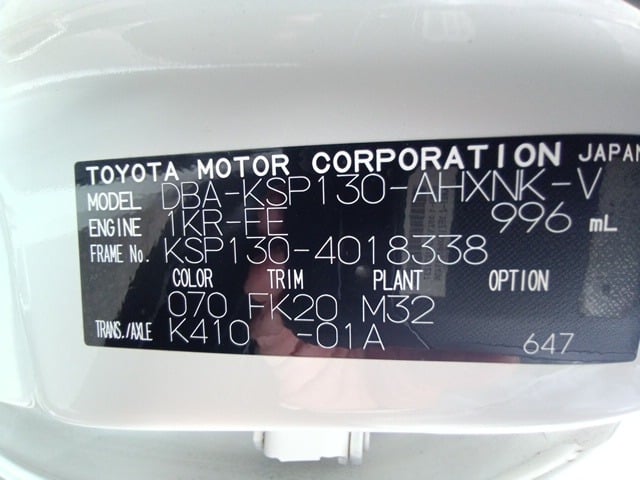 TOYOTA MOTOR CORPORATION JAPAN
MODEL DBA-KSP130-AHXNK-V
ENGINE 1KR-FE 996 mL
FRAME No. KSP130-4018338
COLOR TRIM PLANT OPTION
070 FK20 M32
TRANS./AXLE K410 -01A 647